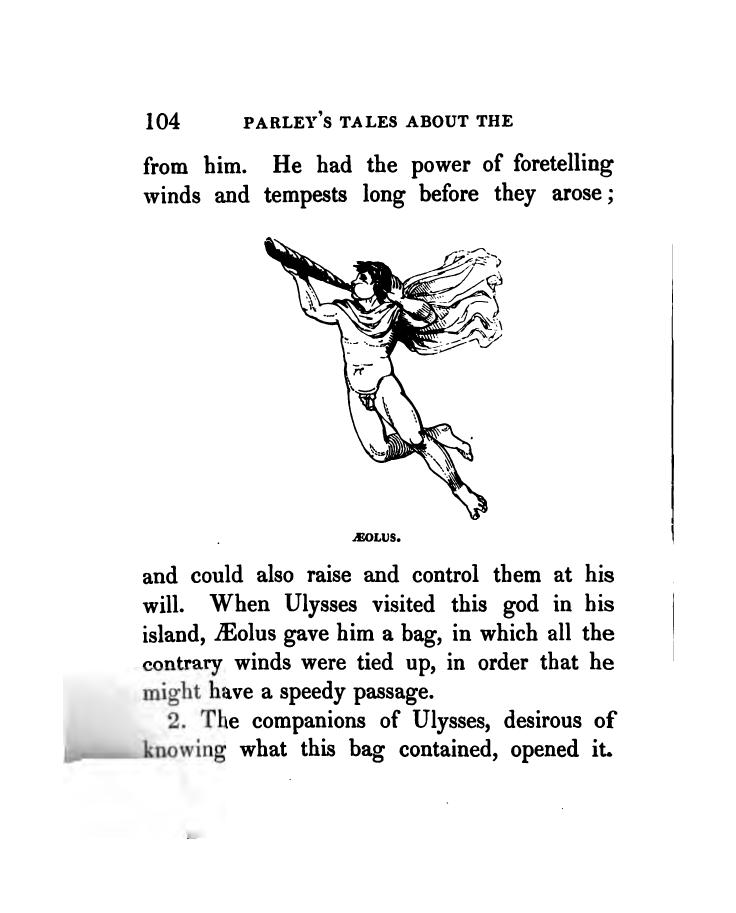 104 PARLEY'S TALES ABOUT THE
from him. He had the power of foretelling
winds and tempests long before they arose;
ÆOLUS.
and could also raise and control them at his
will. When Ulysses visited this god in his
island, Æolus gave him a bag, in which all the
contrary winds were tied up, in order that he
might have a speedy passage.
2. The companions of Ulysses, desirous of
knowing what this bag contained, opened it.